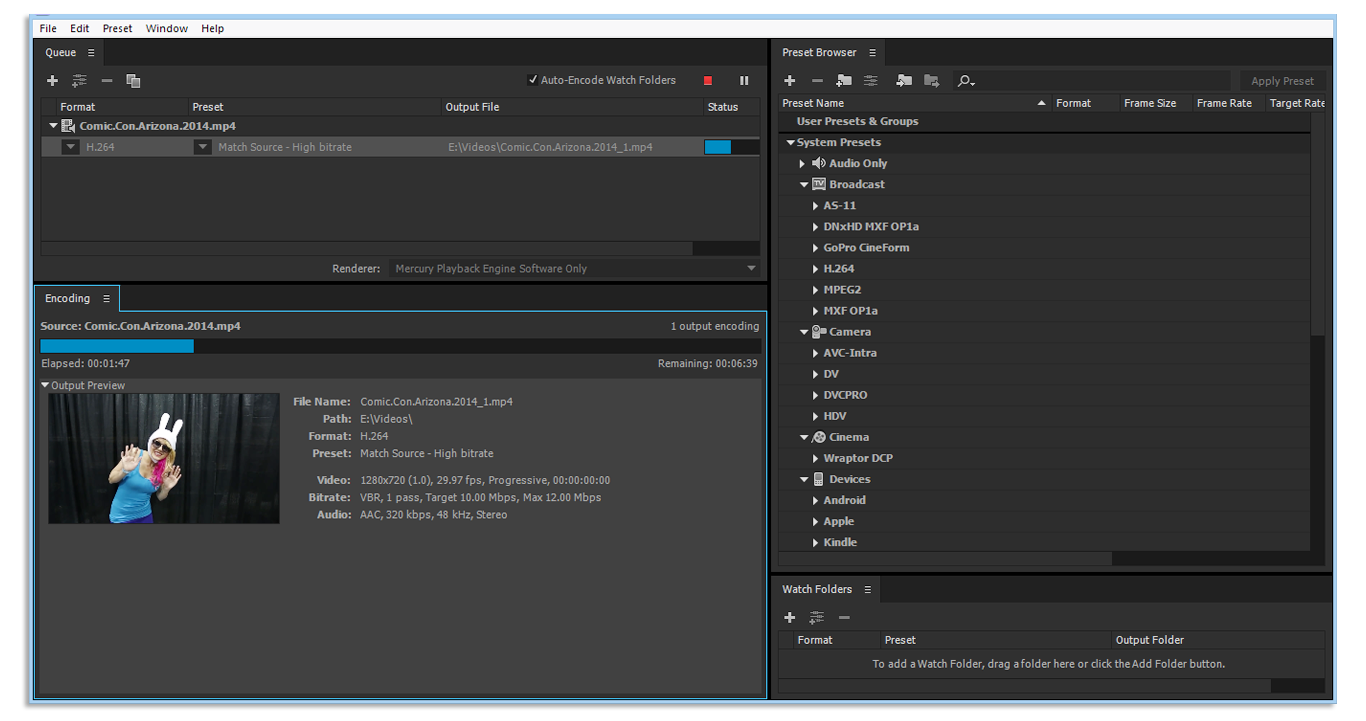 File Edit Preset Window Help
Queue
Auto-Encode Watch Folders
Format Preset Output File Status
Comic.Con.Arizona.2014.mp4
H.264 Match Source - High bitrate E:\Videos\Comic.Con.Arizona.2014_1.mp4
Renderer: Mercury Playback Engine Software Only
Encoding
Source: Comic.Con.Arizona.2014.mp4 1 output encoding
Elapsed: 00:01:47 Remaining: 00:06:39
Output Preview
File Name: Comic.Con.Arizona.2014_1.mp4
Path: E:\Videos\
Format: H.264
Preset: Match Source - High bitrate
Video: 1280x720 (1.0), 29.97 fps, Progressive, 00:00:00:00
Bitrate: VBR, 1 pass, Target 10.00 Mbps, Max 12.00 Mbps
Audio: AAC, 320 kbps, 48 kHz, Stereo
Preset Browser
Apply Preset
Preset Name Format Frame Size Frame Rate Target Rate
User Presets & Groups
System Presets
Audio Only
TV Broadcast
AS-11
DNxHD MXF OP1a
GoPro CineForm
H.264
MPEG2
MXF OP1a
Camera
AVC-Intra
DV
DVCPRO
HDV
Cinema
Wraptor DCP
Devices
Android
Apple
Kindle
Watch Folders
Format Preset Output Folder
To add a Watch Folder, drag a folder here or click the Add Folder button.